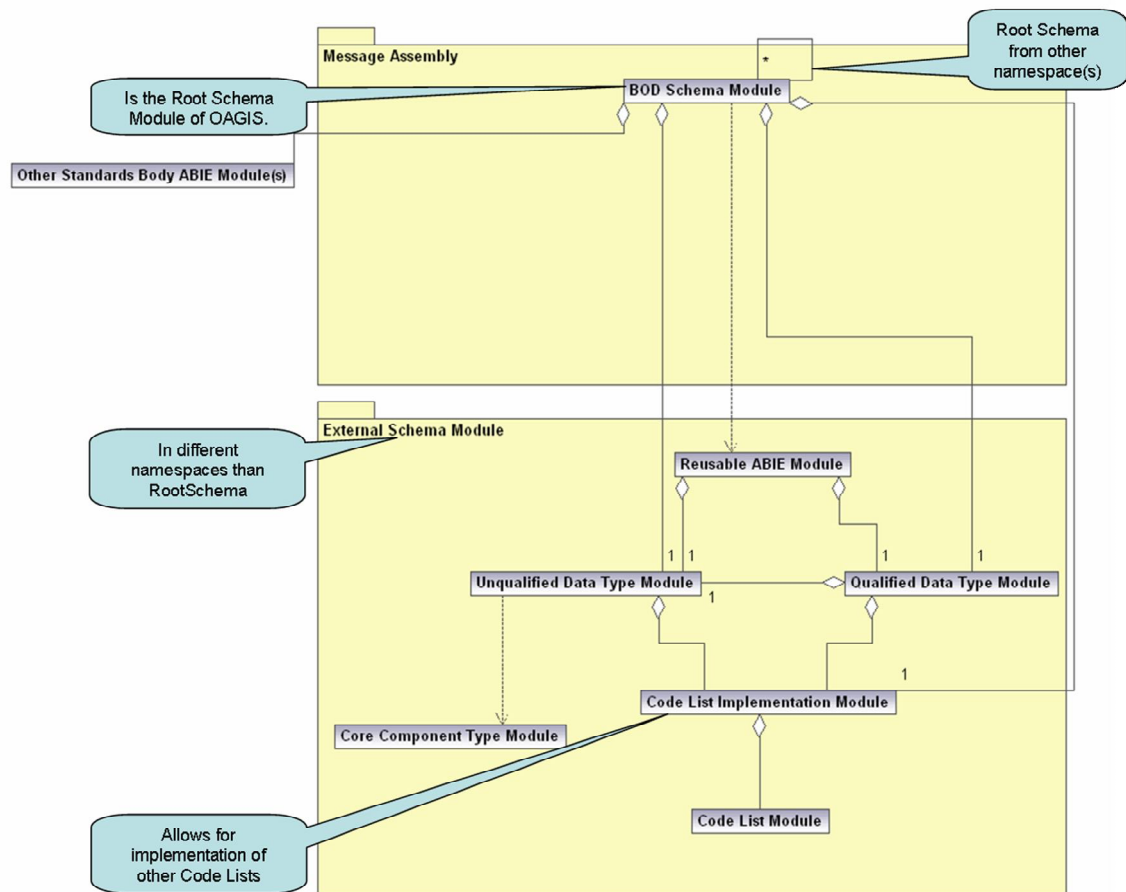 Root Schema
from other
namespace(s)
Message Assembly
*
BOD Schema Module
Is the Root Schema
Module of OAGIS.
Other Standards Body ABIE Module(s)
External Schema Module
In different
namespaces than
RootSchema
Reusable ABIE Module
1
1
1
1
Unqualified Data Type Module
1
Qualified Data Type Module
1
Code List Implementation Module
Core Component Type Module
Code List Module
Allows for
implementation of
other Code Lists